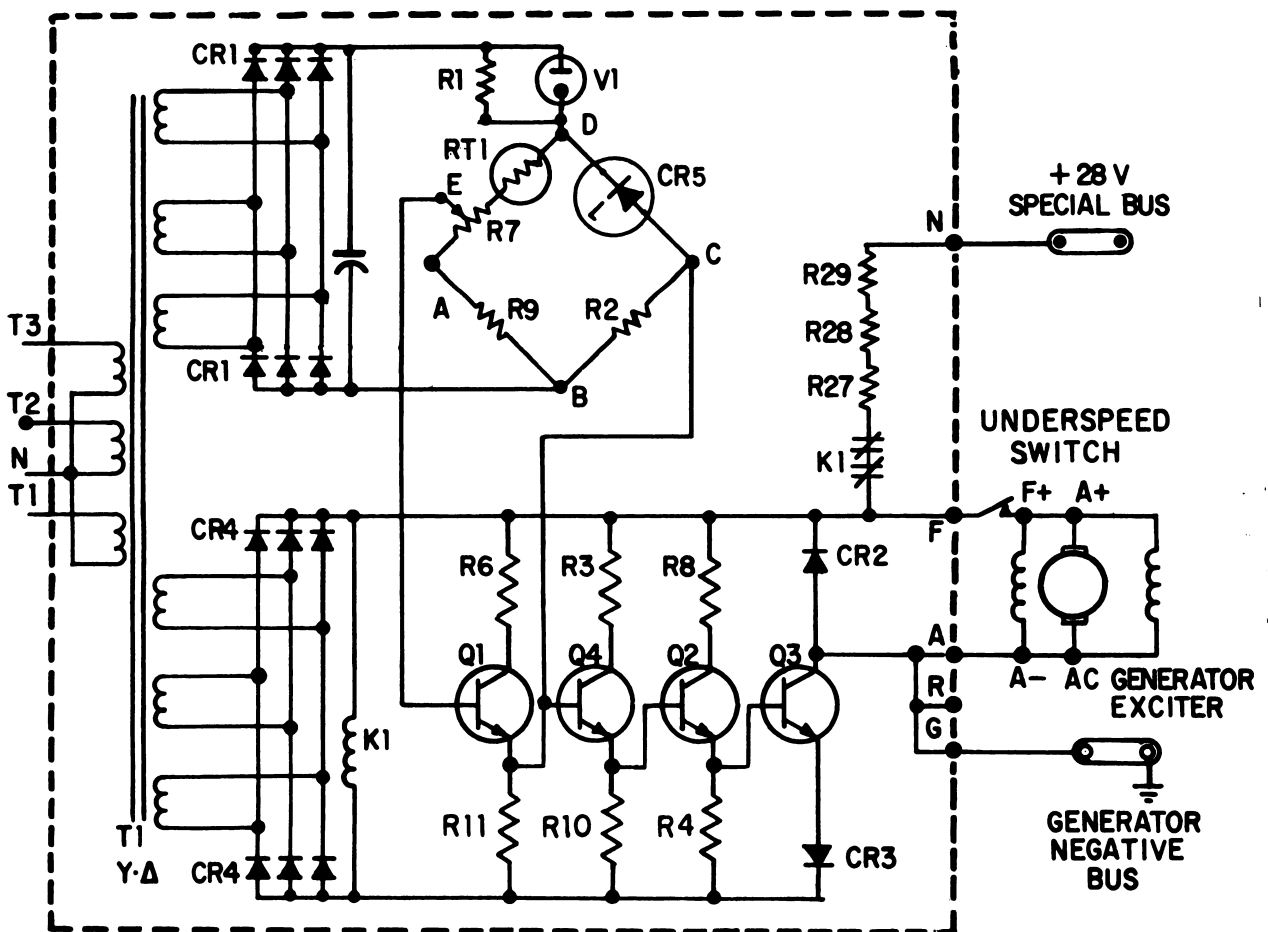 CR1
R1
V1
D
RT1
CR5
E
R7
+28 V
SPECIAL BUS
N
C
A
R9
R2
R29
R28
R27
T3
CR1
B
T2
N
T1
K1
UNDERSPEED
SWITCH
F+ A+
CR4
F
R6
R3
R8
CR2
Q1
Q4
Q2
Q3
A
A- AC GENERATOR
EXCITER
R
G
K1
R11
R10
R4
CR3
T1
Y·Δ
CR4
GENERATOR
NEGATIVE
BUS